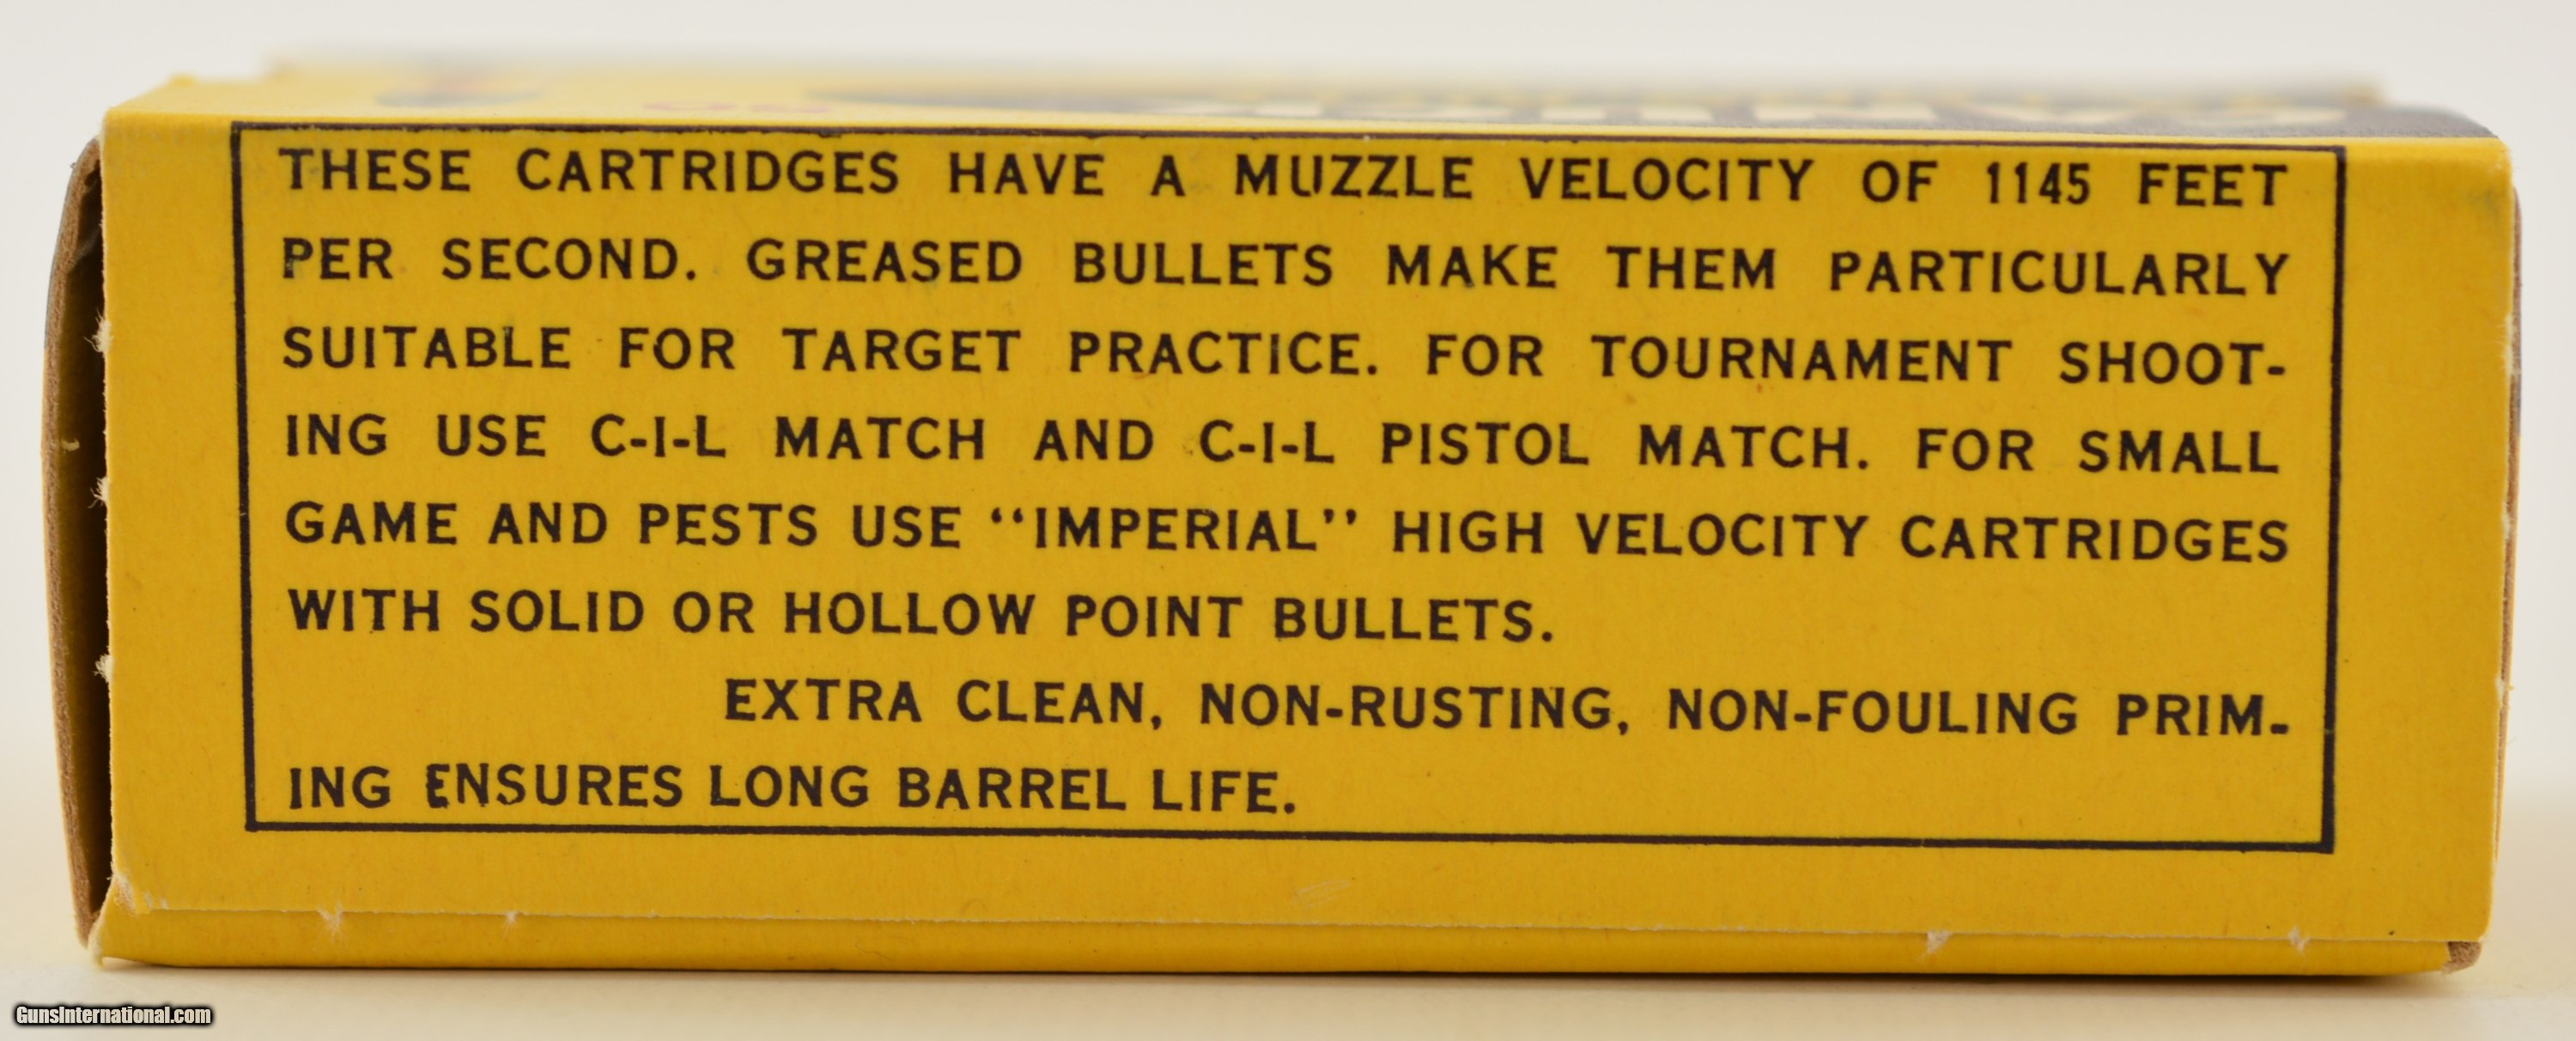 THESE CARTRIDGES HAVE A MUZZLE VELOCITY OF 1145 FEET
PER SECOND. GREASED BULLETS MAKE THEM PARTICULARLY
SUITABLE FOR TARGET PRACTICE. FOR TOURNAMENT SHOOT-
ING USE C-I-L MATCH AND C-I-L PISTOL MATCH. FOR SMALL
GAME AND PESTS USE “IMPERIAL” HIGH VELOCITY CARTRIDGES
WITH SOLID OR HOLLOW POINT BULLETS.
EXTRA CLEAN, NON-RUSTING, NON-FOULING PRIM-
ING ENSURES LONG BARREL LIFE.
GunsInternational.com